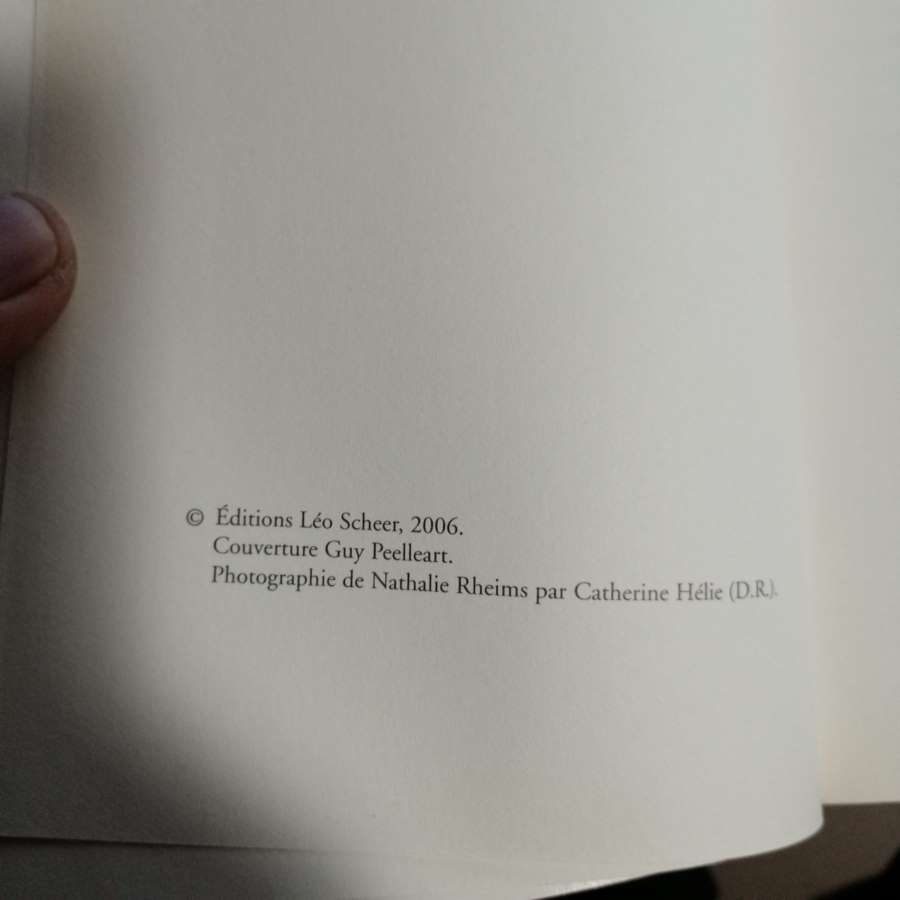 © Éditions Léo Scheer, 2006.
Couverture Guy Peelleart.
Photographie de Nathalie Rheims par Catherine Hélie (D.R.).